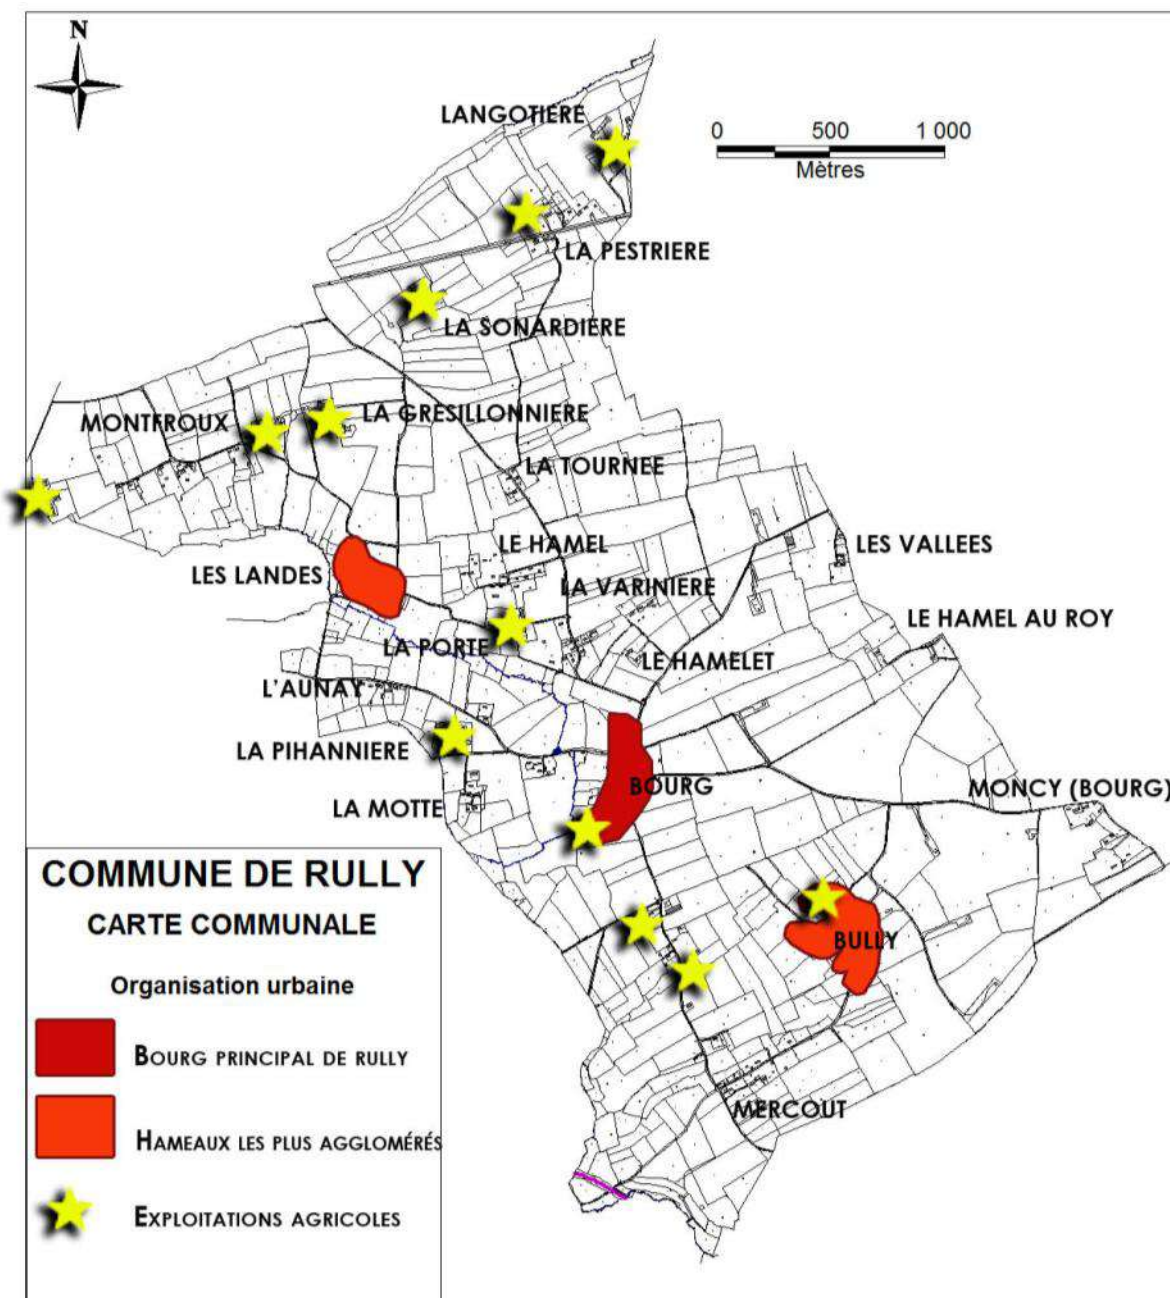 N
LANGOTIERE
0 500 1 000
Mètres
LA PESTRIERE
LA SONARDIERE
MONTFROUX
LA GRESILLONNIERE
LA TOURNEE
LE HAMEL
LES VALLEES
LES LANDES
LA VARINIERE
LE HAMEL AU ROY
LA PORTE
LE HAMELET
L'AUNAY
LA PIHANNIERE
BOURG
MONCY (BOURG)
LA MOTTE
BULLY
MERCOUT
COMMUNE DE RULLY
CARTE COMMUNALE
Organisation urbaine
BOURG PRINCIPAL DE RULLY
HAMEAUX LES PLUS AGGLOMÉRÉS
EXPLOITATIONS AGRICOLES